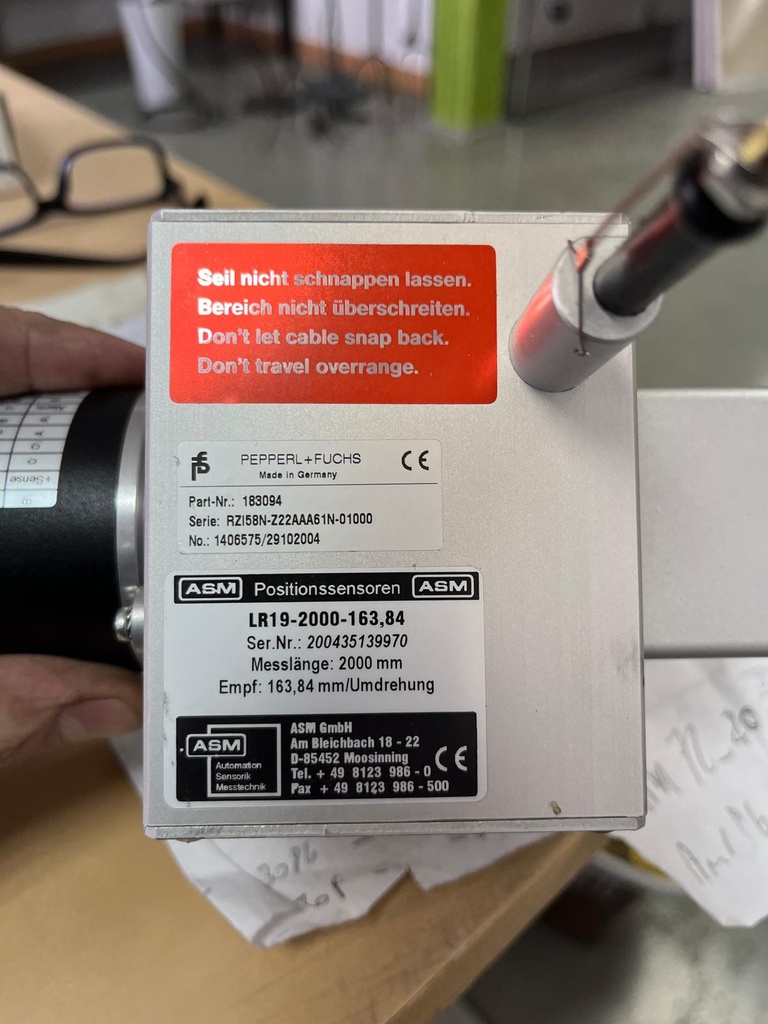 Seil nicht schnappen lassen.
Bereich nicht überschreiten.
Don't let cable snap back.
Don't travel overrange.
PEPPERL+FUCHS CE
Made in Germany
Part-Nr.: 183094
Serie: RZI58N-Z22AAA61N-01000
No.: 1406575/29102004
ASM Positionssensoren ASM
LR19-2000-163,84
Ser.Nr.: 200435139970
Messlänge: 2000 mm
Empf: 163,84 mm/Umdrehung
ASM
Automation
Sensorik
Messtechnik
ASM GmbH
Am Bleichbach 18 - 22
D-85452 Moosinning
Tel. + 49 8123 986 - 0
Fax + 49 8123 986 - 500
CE
+Sense